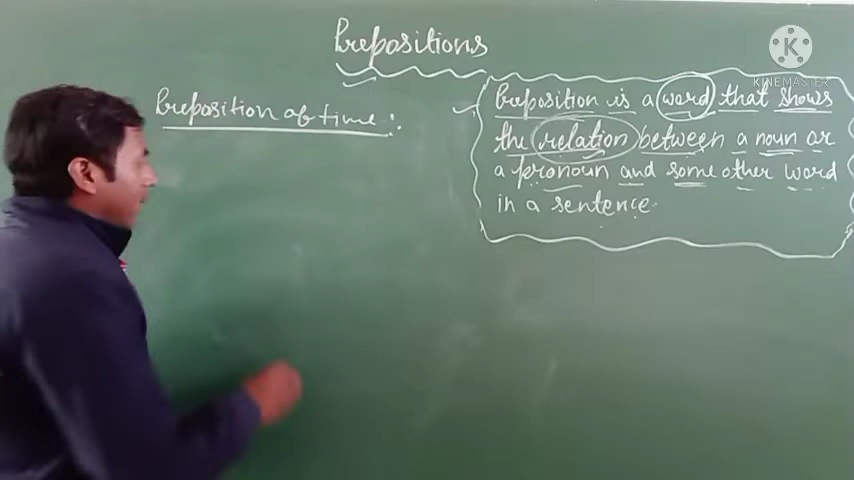 Prepositions
K
KINEMASTER
Preposition of time :
Preposition is a word that shows
the relation between a noun or
a pronoun and some other word
in a sentence.